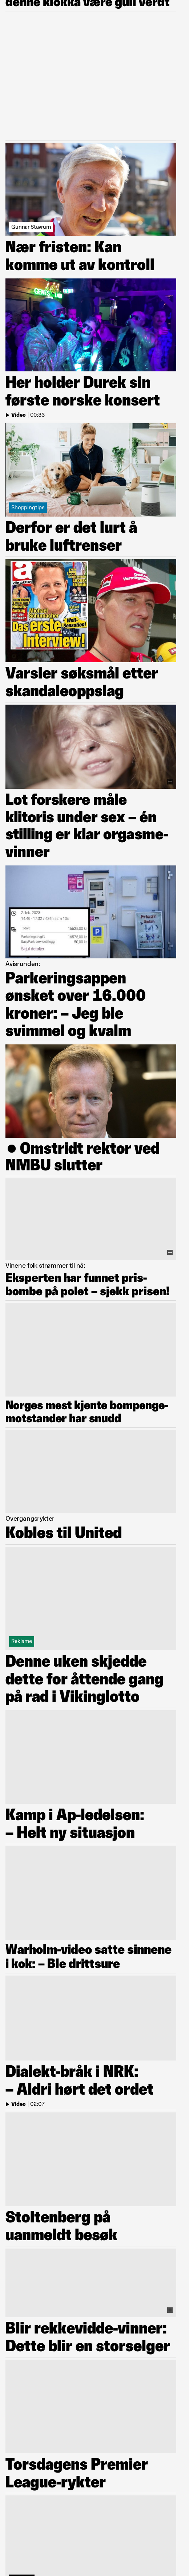 denne klokka være gull verdt
Gunnar Stavrum
Nær fristen: Kan
komme ut av kontroll
Her holder Durek sin
første norske konsert
Video | 00:33
Shoppingtips
Derfor er det lurt å
bruke luftrenser
Das erste
Interview!
Varsler søksmål etter
skandaleoppslag
Lot forskere måle
klitoris under sex – én
stilling er klar orgasme-
vinner
Avisrunden:
Parkeringsappen
ønsket over 16.000
kroner: – Jeg ble
svimmel og kvalm
● Omstridt rektor ved
NMBU slutter
Vinene folk strømmer til nå:
Eksperten har funnet pris-
bombe på polet – sjekk prisen!
Norges mest kjente bompenge-
motstander har snudd
Overgangsrykter
Kobles til United
Reklame
Denne uken skjedde
dette for åttende gang
på rad i Vikinglotto
Kamp i Ap-ledelsen:
– Helt ny situasjon
Warholm-video satte sinnene
i kok: – Ble drittsure
Dialekt-bråk i NRK:
– Aldri hørt det ordet
Video | 02:07
Stoltenberg på
uanmeldt besøk
Blir rekkevidde-vinner:
Dette blir en storselger
Torsdagens Premier
League-rykter